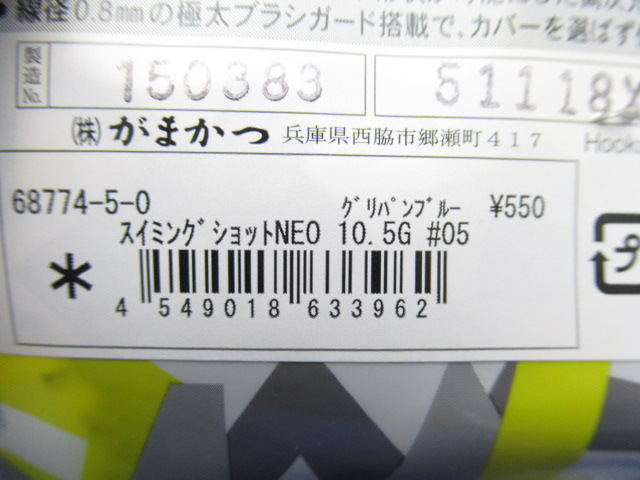 線径0.8mmの極太ブラシガード搭載で、カバーを選ばず
製造No. 150383 51118X
(株)がまかつ 兵庫県西脇市郷瀬町417 Hook
68774-5-0 グリパンブルー ¥550
スイミングショットNEO 10.5G #05
*
4 549018 633962
プ